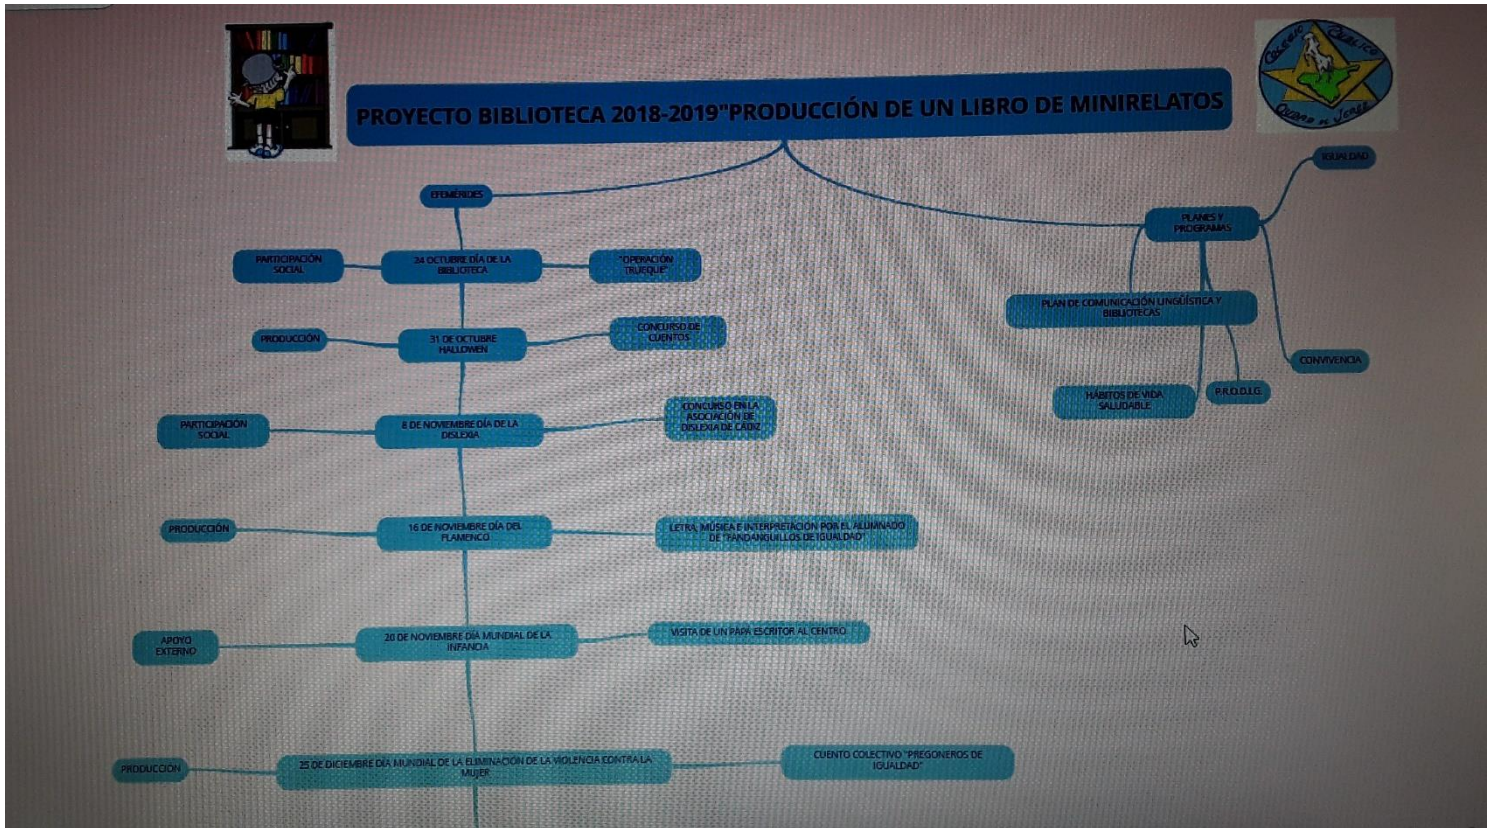 PROYECTO BIBLIOTECA 2018-2019"PRODUCCIÓN DE UN LIBRO DE MINIRELATOS
COLEGIO PÚBLICO
CIUDAD DE JEREZ
EFEMÉRIDES
PARTICIPACIÓN
SOCIAL
24 OCTUBRE DÍA DE LA
BIBLIOTECA
"OPERACIÓN
TRUEQUE"
PRODUCCIÓN
31 DE OCTUBRE
HALLOWEN
CONCURSO DE
CUENTOS
PARTICIPACIÓN
SOCIAL
8 DE NOVIEMBRE DÍA DE LA
DISLEXIA
CONCURSO EN LA
ASOCIACIÓN DE
DISLEXIA DE CÁDIZ
PRODUCCIÓN
16 DE NOVIEMBRE DÍA DEL
FLAMENCO
LETRA, MÚSICA E INTERPRETACIÓN POR EL ALUMNADO
DE "FANDANGUILLOS DE IGUALDAD"
APOYO
EXTERNO
20 DE NOVIEMBRE DÍA MUNDIAL DE LA
INFANCIA
VISITA DE UN PAPÁ ESCRITOR AL CENTRO
PRODUCCIÓN
25 DE DICIEMBRE DÍA MUNDIAL DE LA ELIMINACIÓN DE LA VIOLENCIA CONTRA LA
MUJER
CUENTO COLECTIVO "PREGONEROS DE
IGUALDAD"
PLANES Y
PROGRAMAS
IGUALDAD
PLAN DE COMUNICACIÓN LINGÜÍSTICA Y
BIBLIOTECAS
CONVIVENCIA
HÁBITOS DE VIDA
SALUDABLE
P.R.O.D.I.G.